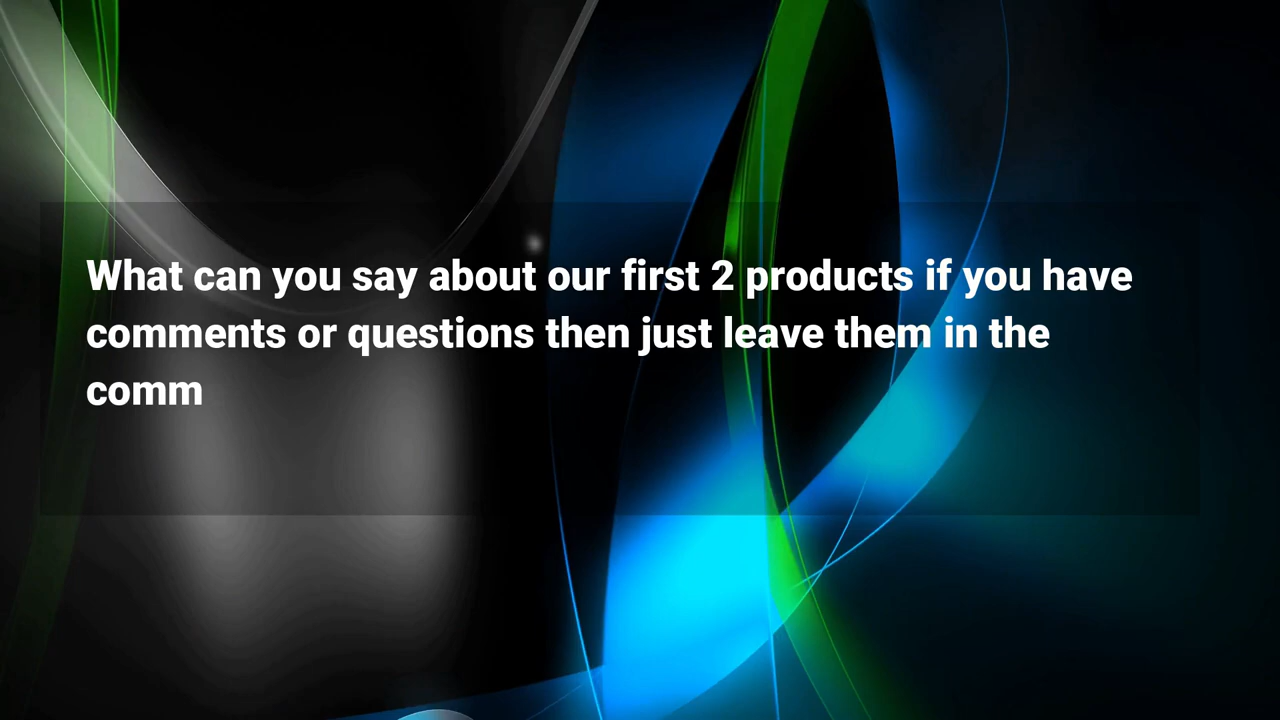 What can you say about our first 2 products if you have
comments or questions then just leave them in the
comm